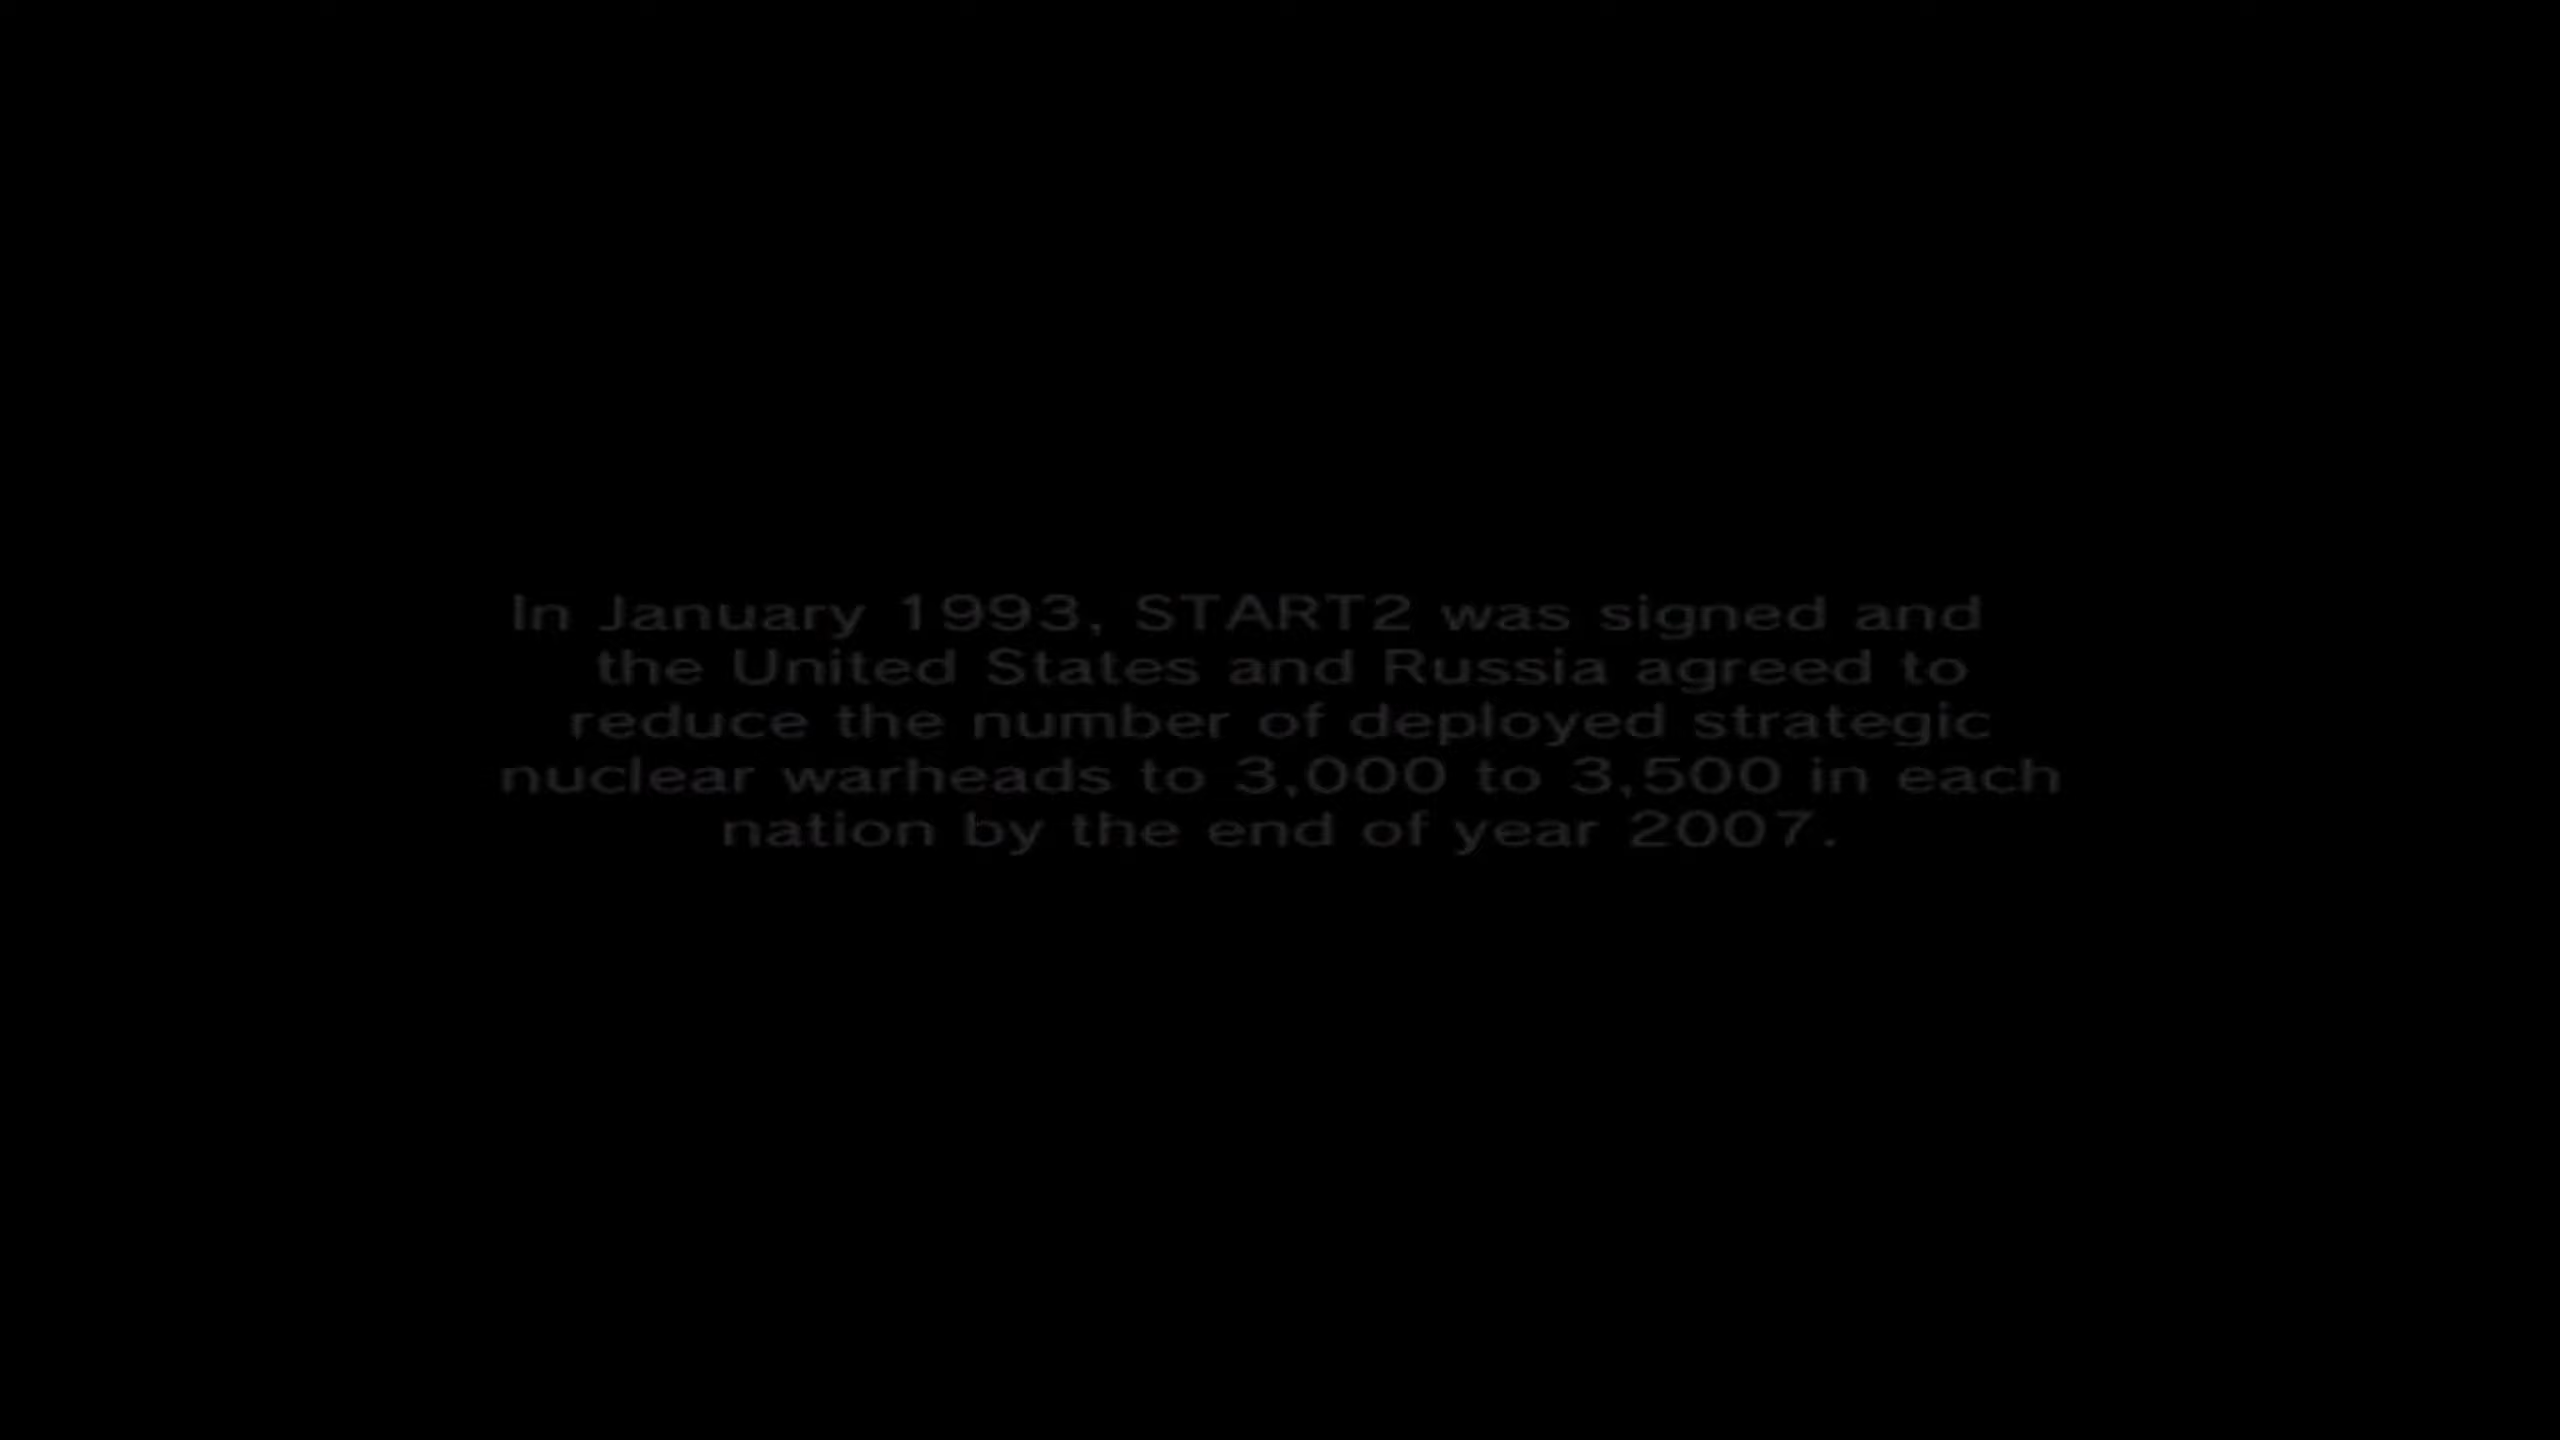 In January 1993, START2 was signed and
the United States and Russia agreed to
reduce the number of deployed strategic
nuclear warheads to 3,000 to 3,500 in each
nation by the end of year 2007.